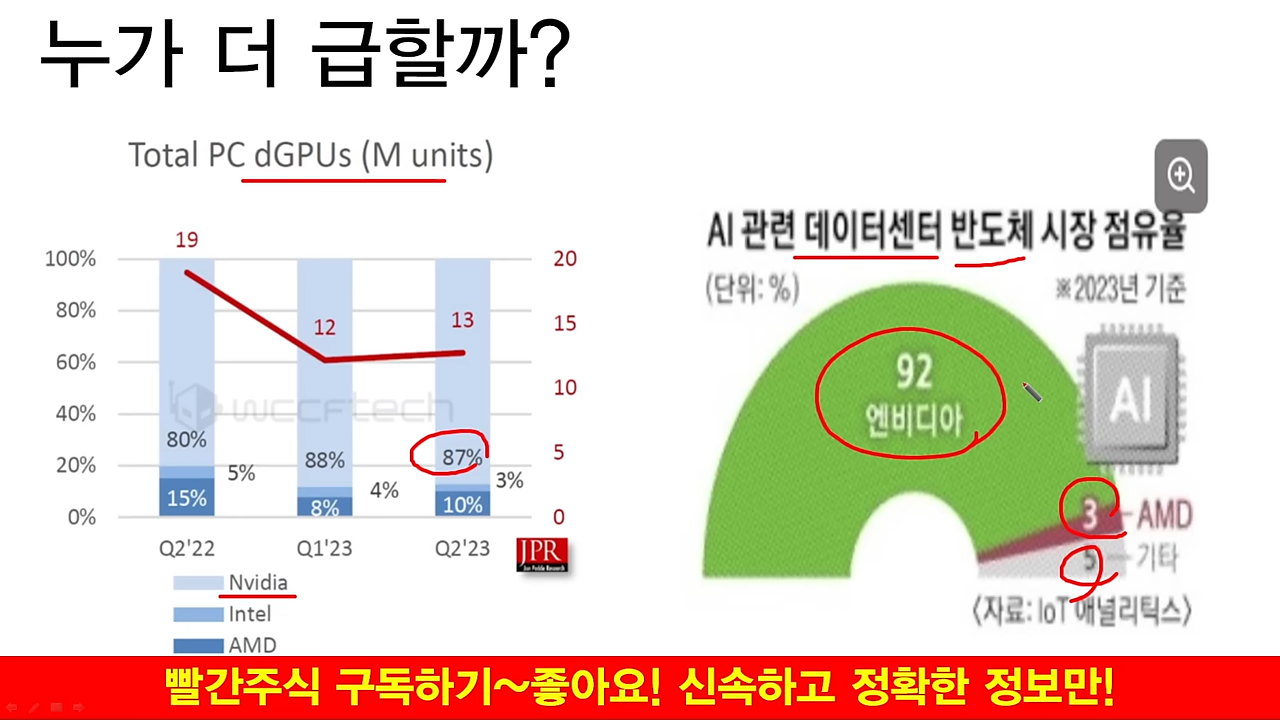 누가 더 급할까?
Total PC dGPUs (M units)
100%
80%
60%
40%
20%
0%
19
12
13
20
15
10
5
0
80%
88%
87%
5%
4%
3%
15%
8%
10%
Q2'22
Q1'23
Q2'23
wccftech
JPR
Jon Peddie Research
Nvidia
Intel
AMD
AI 관련 데이터센터 반도체 시장 점유율
(단위: %)
※2023년 기준
92
엔비디아
AI
3
AMD
5
기타
〈자료: IoT 애널리틱스〉
빨간주식 구독하기~좋아요! 신속하고 정확한 정보만!